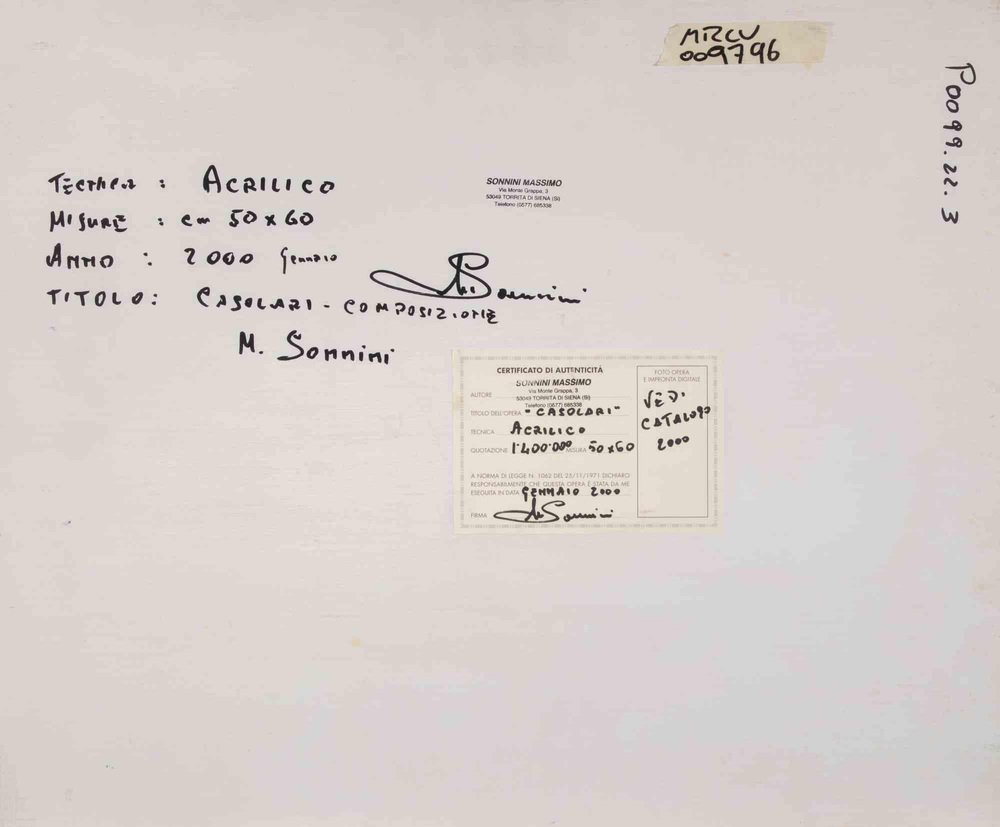 MRCU
009796
P0099.22.3
TECNICA : ACRILICO
MISURE : cm 50x60
ANNO : 2000 Gennaio
TITOLO : CASOLARI - COMPOSIZIONE
M. Sonnini
SONNINI MASSIMO
Via Monte Grappa, 3
53049 TORRITA DI SIENA (SI)
Telefono (0577) 685338
M. Sonnini
CERTIFICATO DI AUTENTICITÀ
SONNINI MASSIMO
Via Monte Grappa, 3
AUTORE 53049 TORRITA DI SIENA (SI)
Telefono (0577) 685338
TITOLO DELL'OPERA "CASOLARI"
TECNICA ACRILICO
QUOTAZIONE 1'400'000 MISURA 50x60
A NORMA DI LEGGE N. 1062 DEL 25/11/1971 DICHIARO
RESPONSABILMENTE CHE QUESTA OPERA È STATA DA ME
ESEGUITA IN DATA GENNAIO 2000
FIRMA M. Sonnini
FOTO OPERA
E IMPRONTA DIGITALE
VEDI
CATALOGO
2000